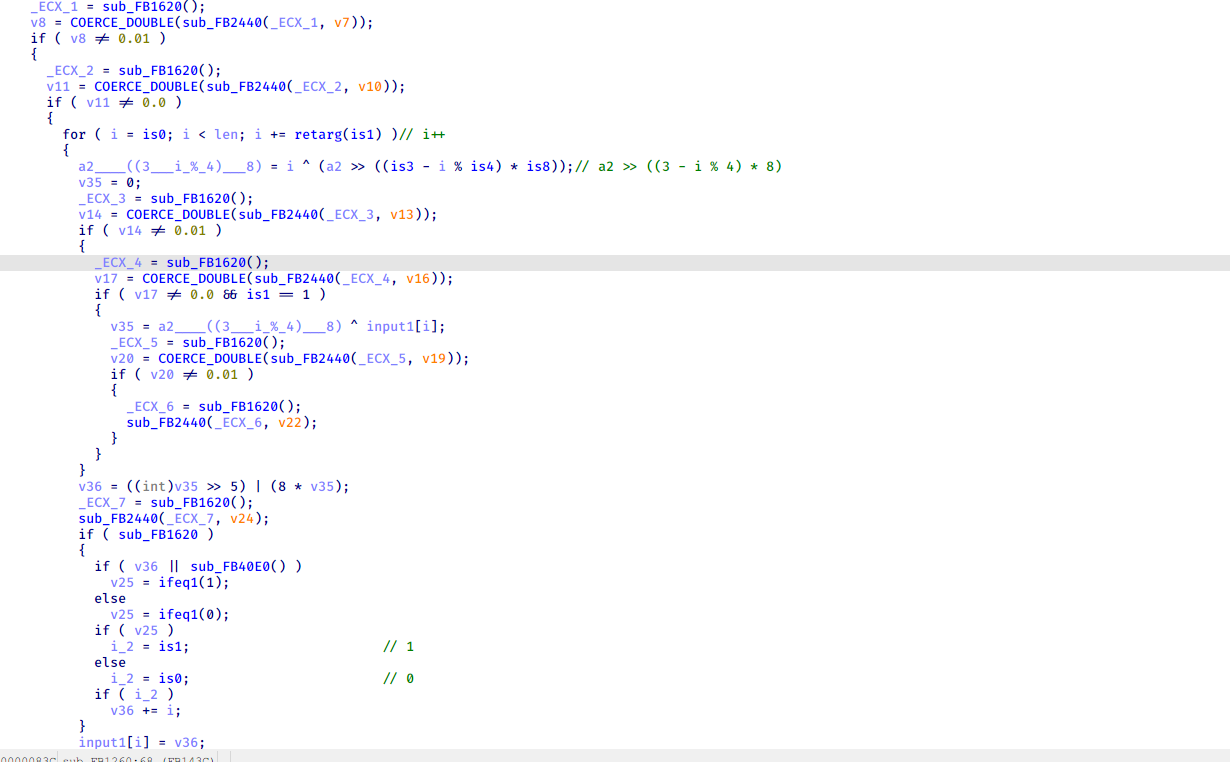 _ECX_1 = sub_FB1620();
v8 = COERCE_DOUBLE(sub_FB2440(_ECX_1, v7));
if ( v8 ≠ 0.01 )
{
_ECX_2 = sub_FB1620();
v11 = COERCE_DOUBLE(sub_FB2440(_ECX_2, v10));
if ( v11 ≠ 0.0 )
{
for ( i = is0; i < len; i += retarg(is1) )// i++
{
a2____((3___i_%_4)___8) = i ^ (a2 >> ((is3 - i % is4) * is8));// a2 >> ((3 - i % 4) * 8)
v35 = 0;
_ECX_3 = sub_FB1620();
v14 = COERCE_DOUBLE(sub_FB2440(_ECX_3, v13));
if ( v14 ≠ 0.01 )
{
_ECX_4 = sub_FB1620();
v17 = COERCE_DOUBLE(sub_FB2440(_ECX_4, v16));
if ( v17 ≠ 0.0 && is1 == 1 )
{
v35 = a2____((3___i_%_4)___8) ^ input1[i];
_ECX_5 = sub_FB1620();
v20 = COERCE_DOUBLE(sub_FB2440(_ECX_5, v19));
if ( v20 ≠ 0.01 )
{
_ECX_6 = sub_FB1620();
sub_FB2440(_ECX_6, v22);
}
}
}
v36 = ((int)v35 >> 5) | (8 * v35);
_ECX_7 = sub_FB1620();
sub_FB2440(_ECX_7, v24);
if ( sub_FB1620 )
{
if ( v36 || sub_FB40E0() )
v25 = ifeq1(1);
else
v25 = ifeq1(0);
if ( v25 )
i_2 = is1; // 1
else
i_2 = is0; // 0
if ( i_2 )
v36 += i;
}
input1[i] = v36;